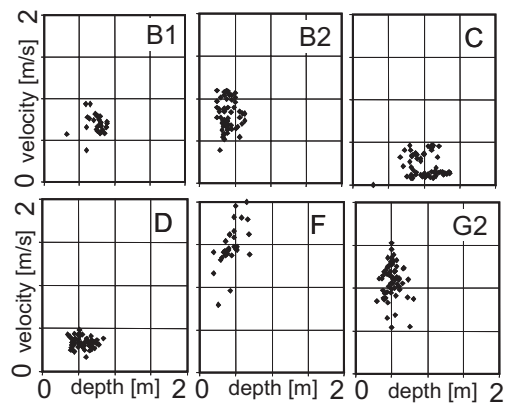 2 B1 B2 C
velocity [m/s]
0
2 D F G2
velocity [m/s]
0
0 depth [m] 2 0 depth [m] 2 0 depth [m] 2